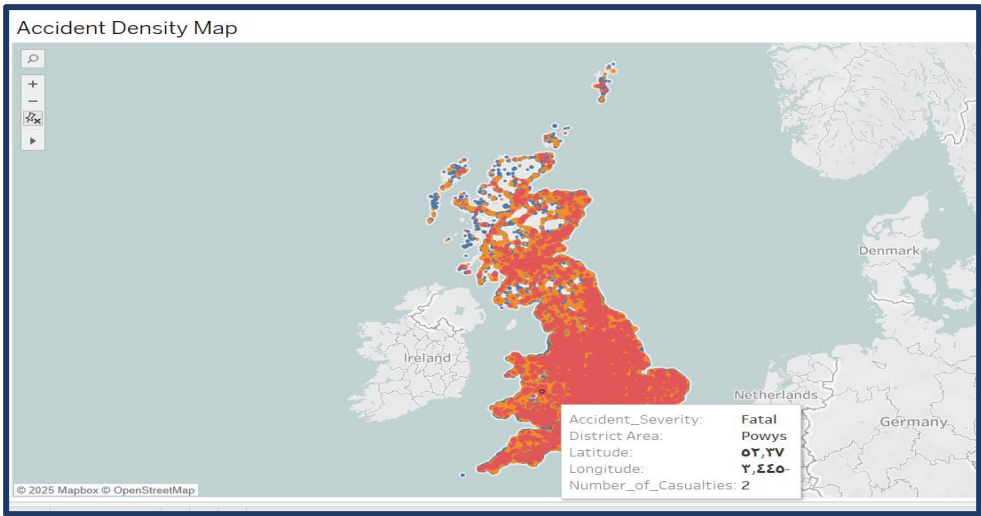 Accident Density Map
Denmark
Ireland
Netherlands
Germany
Accident_Severity: Fatal
District Area: Powys
Latitude: ٥٢,٣٧
Longitude: ٣,٤٤٥-
Number_of_Casualties: 2
© 2025 Mapbox © OpenStreetMap